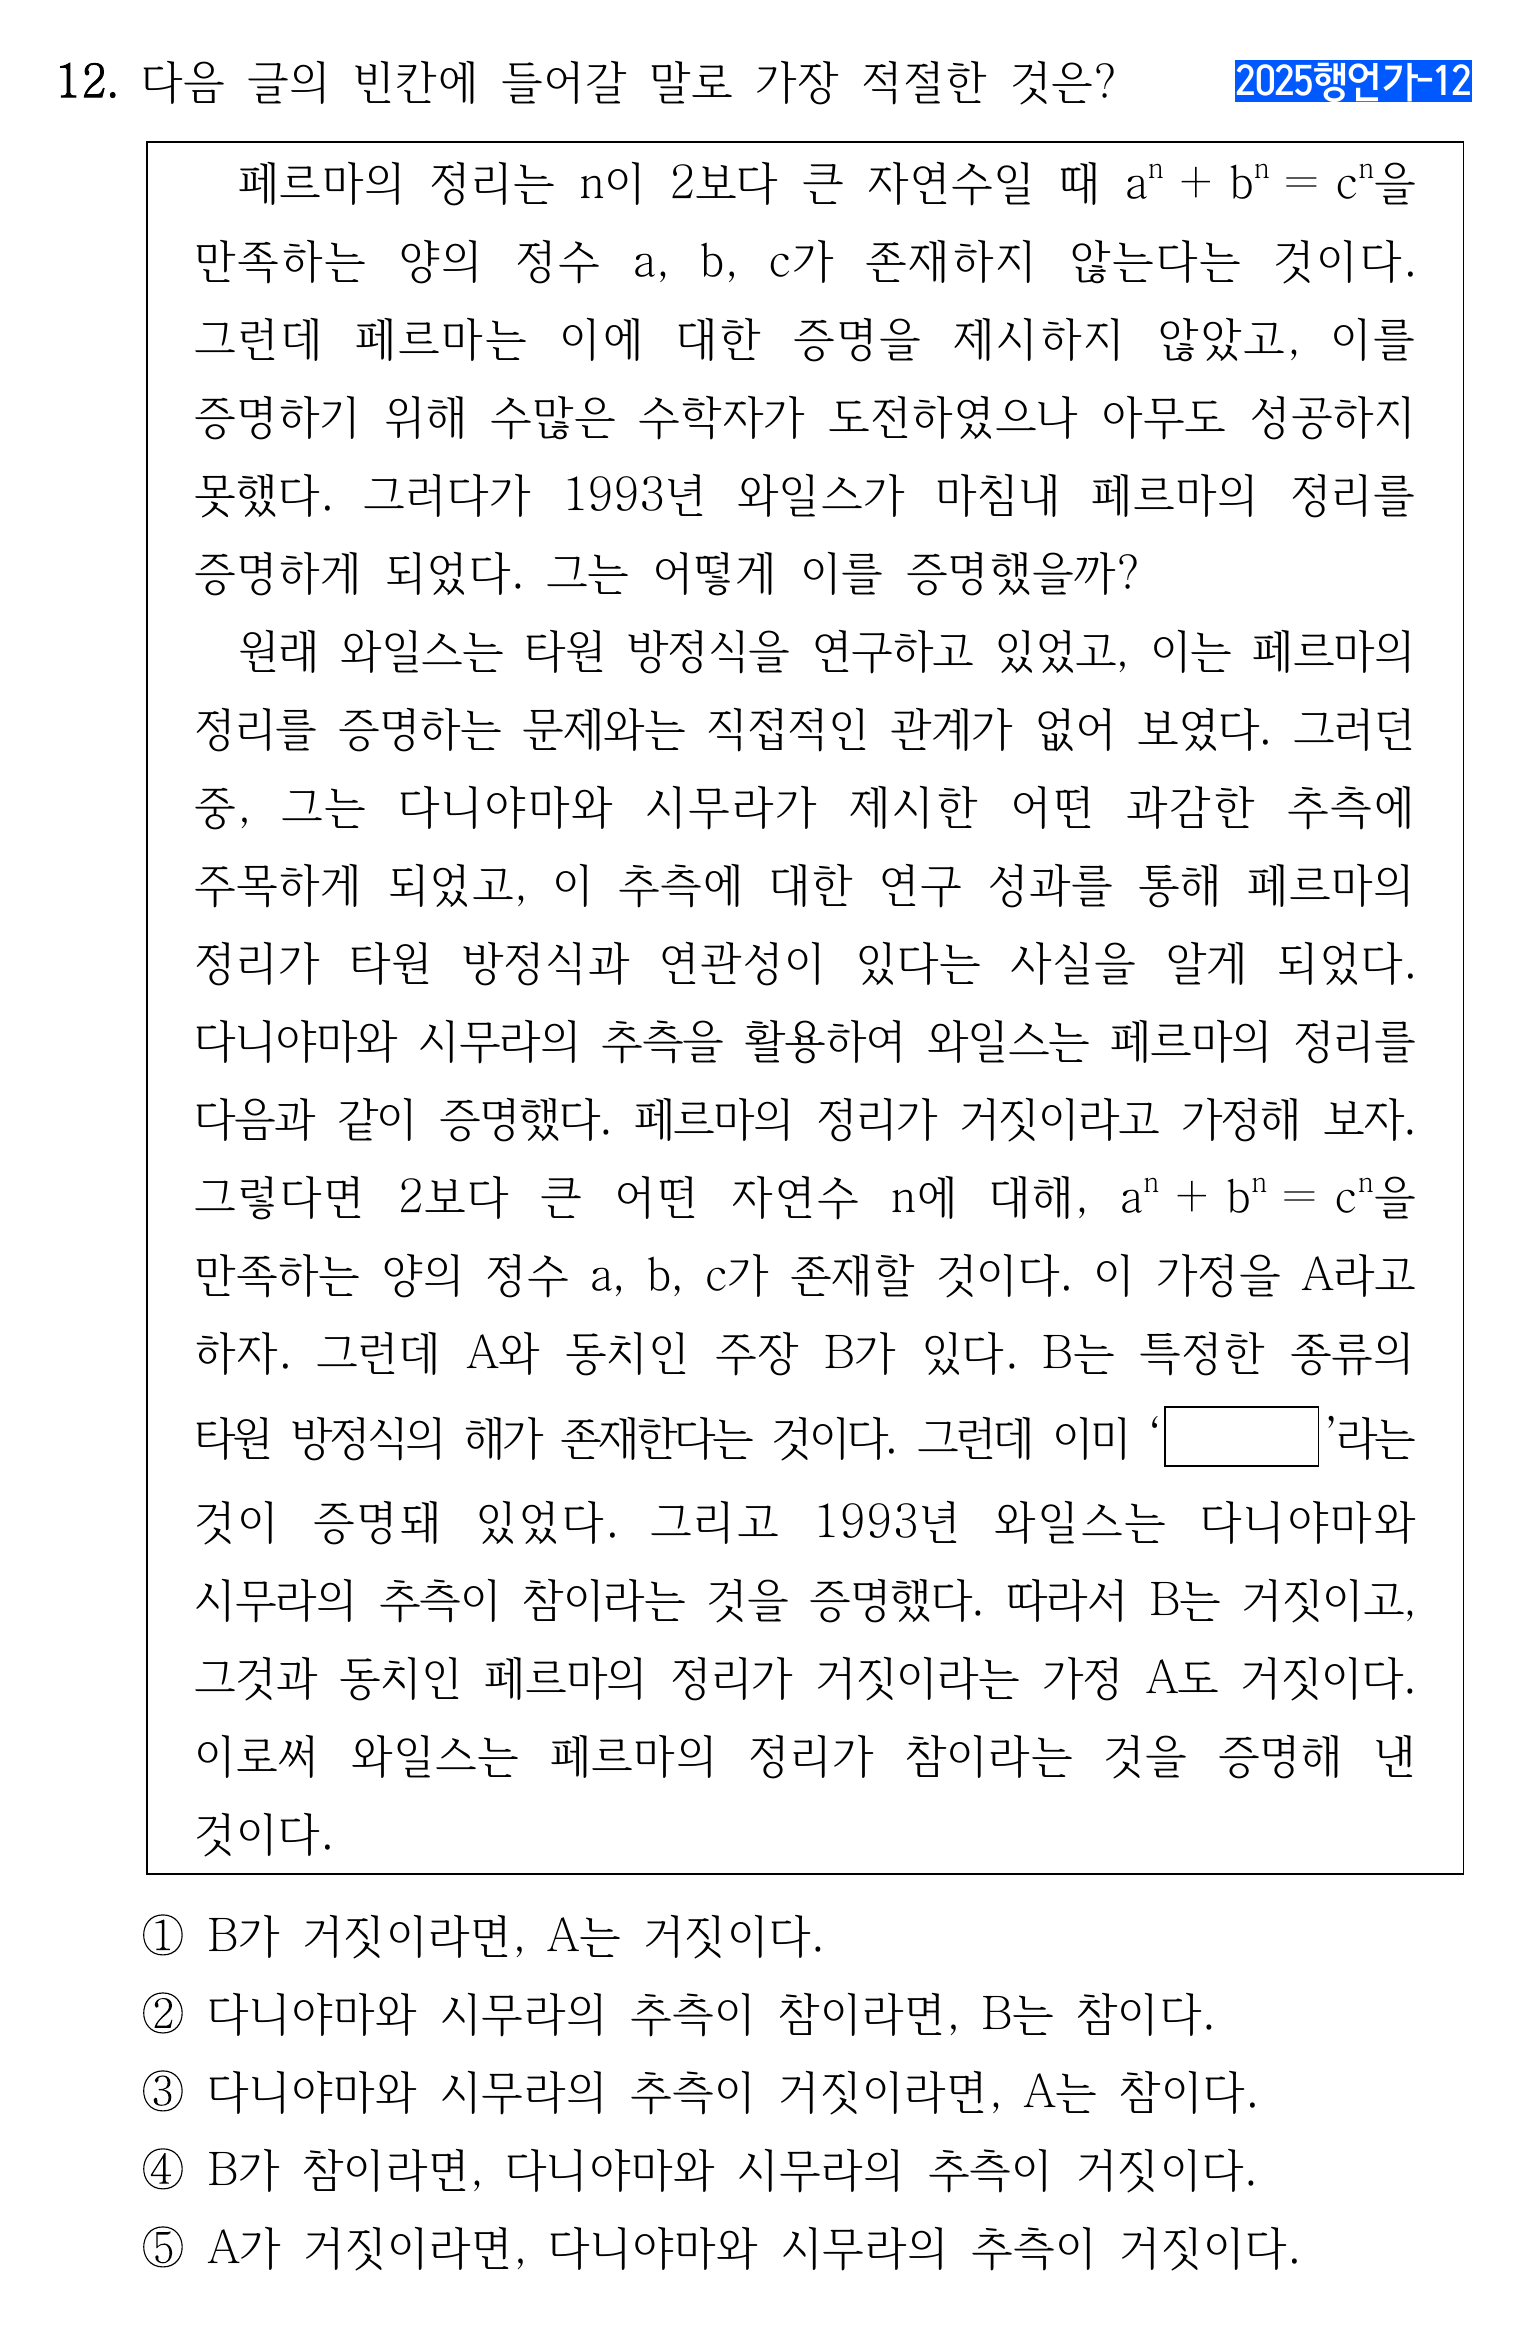 12. 다음 글의 빈칸에 들어갈 말로 가장 적절한 것은?
2025행언가-12
페르마의 정리는 n이 2보다 큰 자연수일 때 aⁿ + bⁿ = cⁿ을
만족하는 양의 정수 a, b, c가 존재하지 않는다는 것이다.
그런데 페르마는 이에 대한 증명을 제시하지 않았고, 이를
증명하기 위해 수많은 수학자가 도전하였으나 아무도 성공하지
못했다. 그러다가 1993년 와일스가 마침내 페르마의 정리를
증명하게 되었다. 그는 어떻게 이를 증명했을까?
원래 와일스는 타원 방정식을 연구하고 있었고, 이는 페르마의
정리를 증명하는 문제와는 직접적인 관계가 없어 보였다. 그러던
중, 그는 다니야마와 시무라가 제시한 어떤 과감한 추측에
주목하게 되었고, 이 추측에 대한 연구 성과를 통해 페르마의
정리가 타원 방정식과 연관성이 있다는 사실을 알게 되었다.
다니야마와 시무라의 추측을 활용하여 와일스는 페르마의 정리를
다음과 같이 증명했다. 페르마의 정리가 거짓이라고 가정해 보자.
그렇다면 2보다 큰 어떤 자연수 n에 대해, aⁿ + bⁿ = cⁿ을
만족하는 양의 정수 a, b, c가 존재할 것이다. 이 가정을 A라고
하자. 그런데 A와 동치인 주장 B가 있다. B는 특정한 종류의
타원 방정식의 해가 존재한다는 것이다. 그런데 이미 ‘ ’라는
것이 증명돼 있었다. 그리고 1993년 와일스는 다니야마와
시무라의 추측이 참이라는 것을 증명했다. 따라서 B는 거짓이고,
그것과 동치인 페르마의 정리가 거짓이라는 가정 A도 거짓이다.
이로써 와일스는 페르마의 정리가 참이라는 것을 증명해 낸
것이다.
① B가 거짓이라면, A는 거짓이다.
② 다니야마와 시무라의 추측이 참이라면, B는 참이다.
③ 다니야마와 시무라의 추측이 거짓이라면, A는 참이다.
④ B가 참이라면, 다니야마와 시무라의 추측이 거짓이다.
⑤ A가 거짓이라면, 다니야마와 시무라의 추측이 거짓이다.